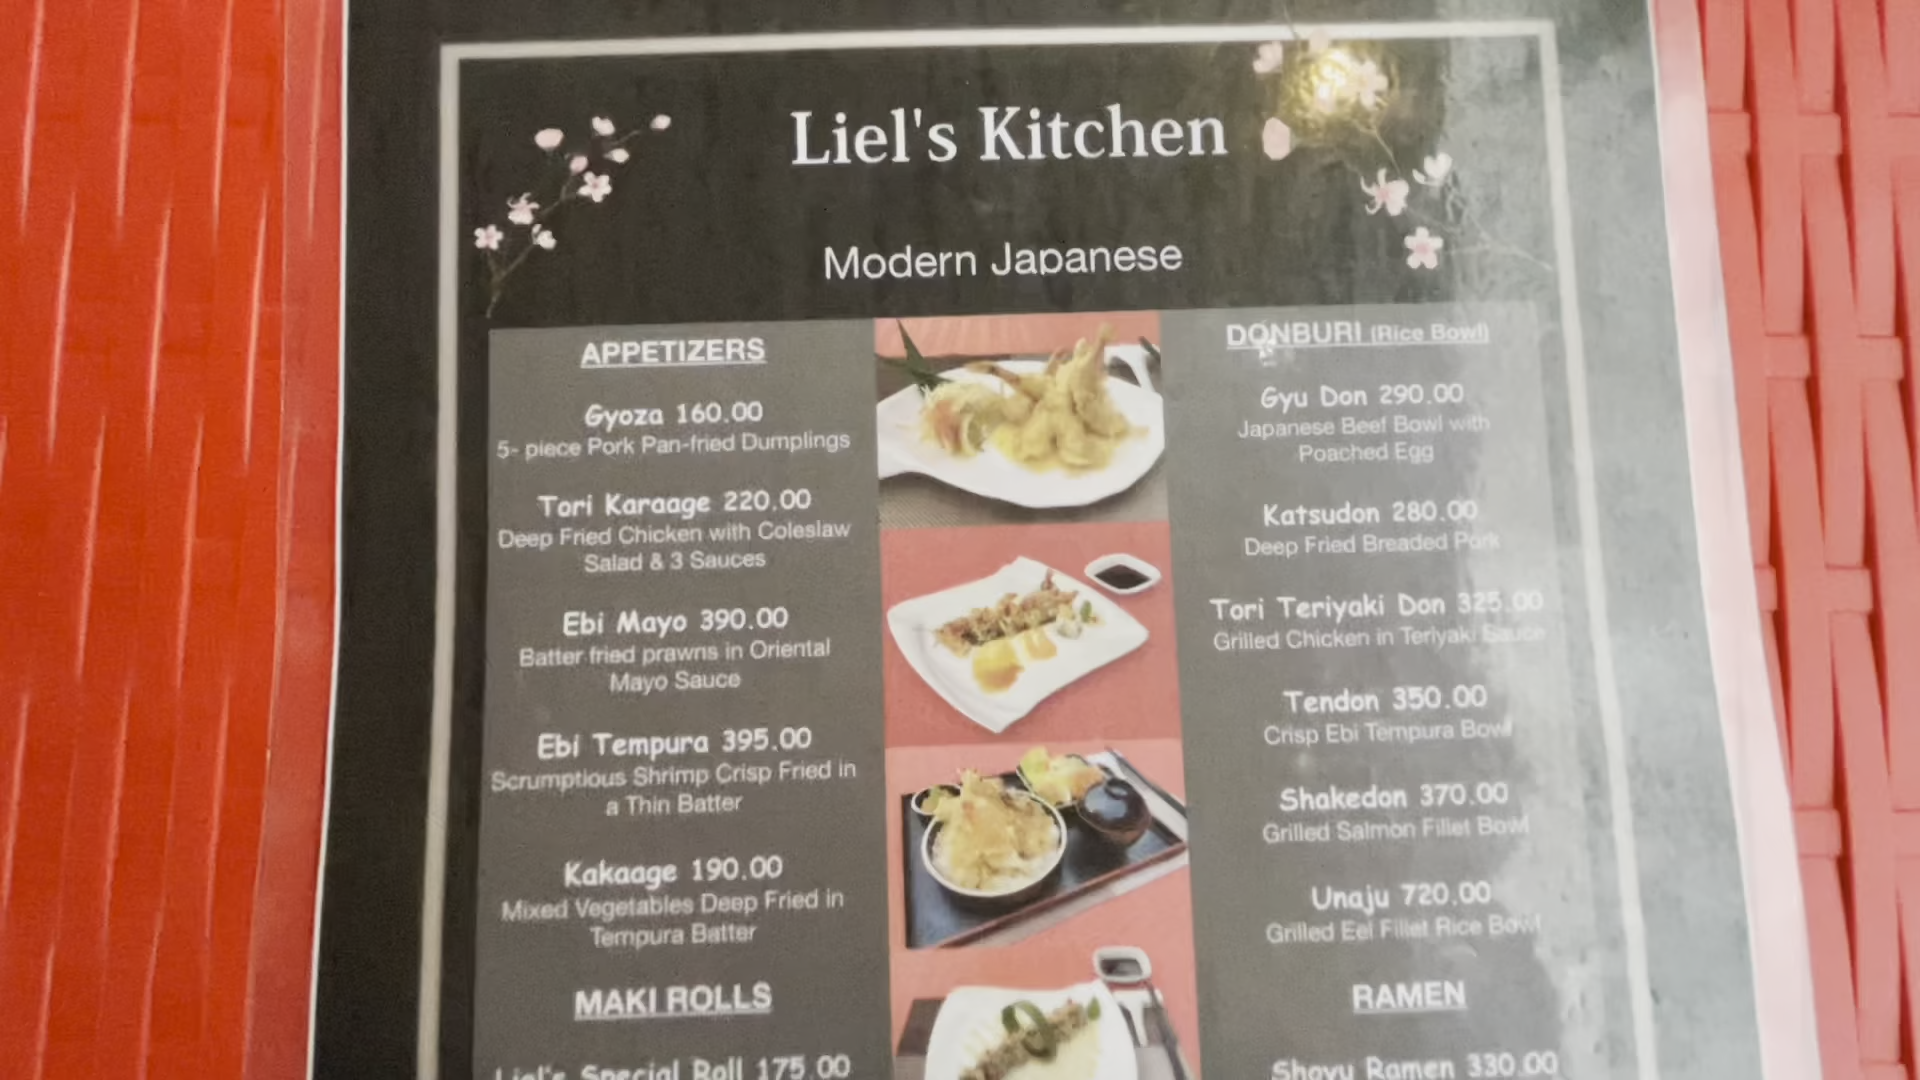 Liel's Kitchen
Modern Japanese
APPETIZERS
Gyoza 160.00
5- piece Pork Pan-fried Dumplings
Tori Karaage 220.00
Deep Fried Chicken with Coleslaw
Salad & 3 Sauces
Ebi Mayo 390.00
Batter fried prawns in Oriental
Mayo Sauce
Ebi Tempura 395.00
Scrumptious Shrimp Crisp Fried in
a Thin Batter
Kakaage 190.00
Mixed Vegetables Deep Fried in
Tempura Batter
MAKI ROLLS
Liel's Special Roll 175.00
DONBURI (Rice Bowl)
Gyu Don 290.00
Japanese Beef Bowl with
Poached Egg
Katsudon 280.00
Deep Fried Breaded Pork
Tori Teriyaki Don 325.00
Grilled Chicken in Teriyaki Sauce
Tendon 350.00
Crisp Ebi Tempura Bowl
Shakedon 370.00
Grilled Salmon Fillet Bowl
Unaju 720.00
Grilled Eel Fillet Rice Bowl
RAMEN
Shoyu Ramen 330.00